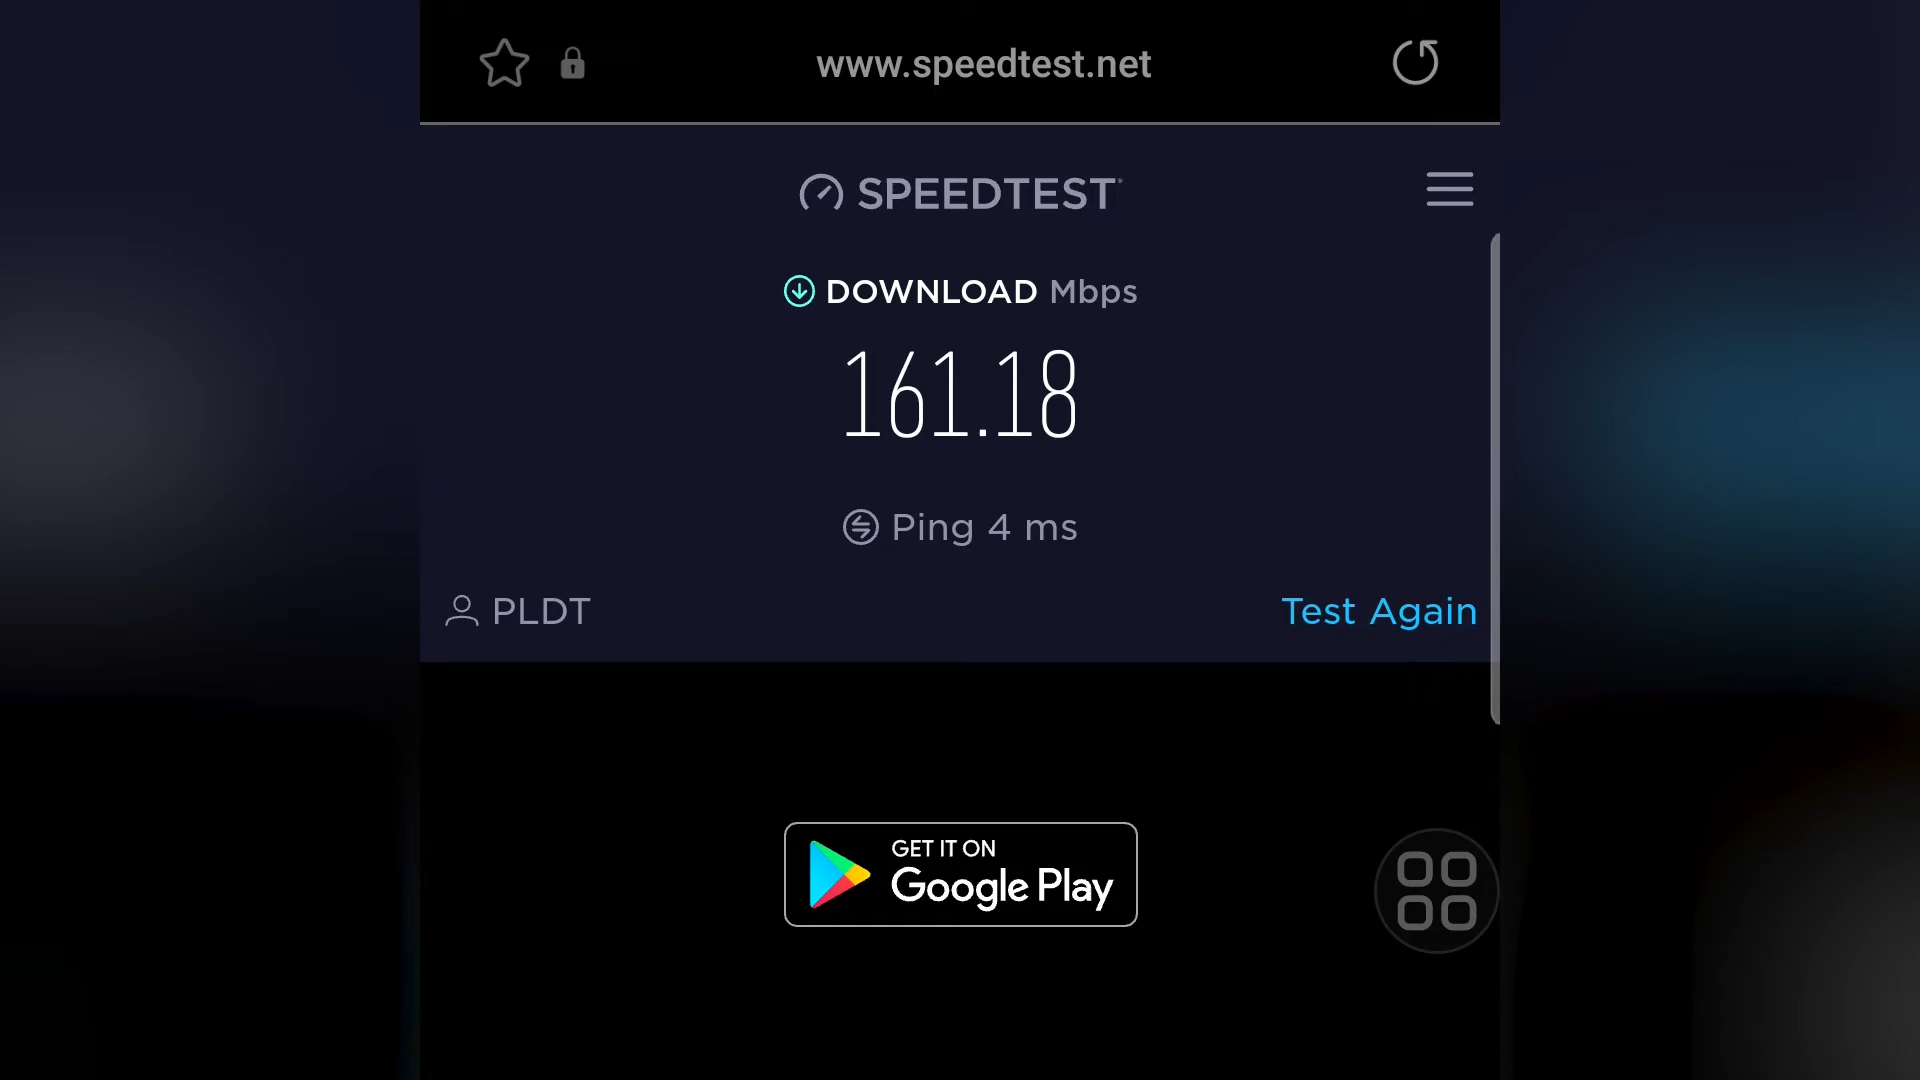 www.speedtest.net
SPEEDTEST
DOWNLOAD Mbps
161.18
Ping 4 ms
PLDT
Test Again
GET IT ON
Google Play